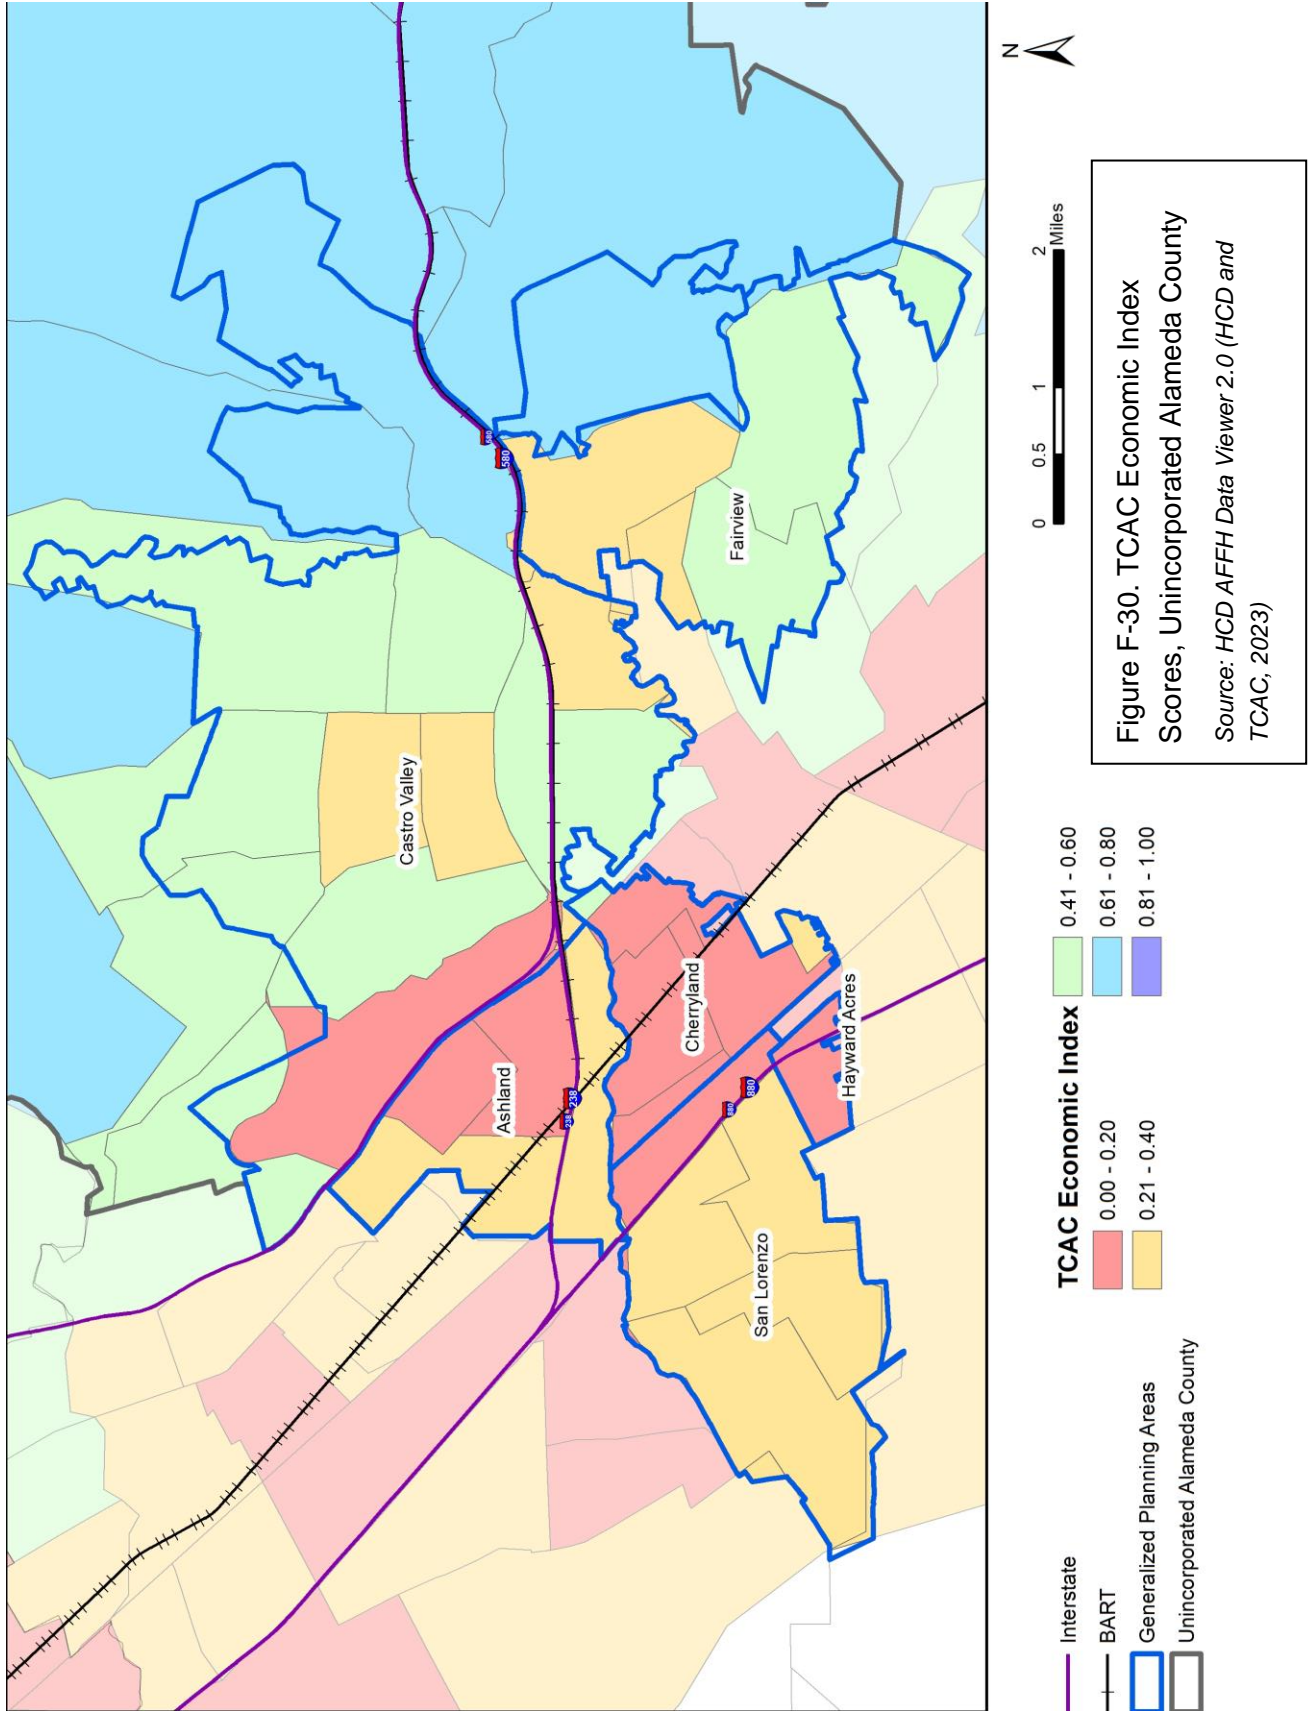 Castro Valley
Ashland
Cherryland
Fairview
Hayward Acres
San Lorenzo
580
238
880
N
0 0.5 1 2
Miles
Interstate
BART
Generalized Planning Areas
Unincorporated Alameda County
TCAC Economic Index
0.00 - 0.20
0.21 - 0.40
0.41 - 0.60
0.61 - 0.80
0.81 - 1.00
Figure F-30. TCAC Economic Index
Scores, Unincorporated Alameda County
Source: HCD AFFH Data Viewer 2.0 (HCD and
TCAC, 2023)